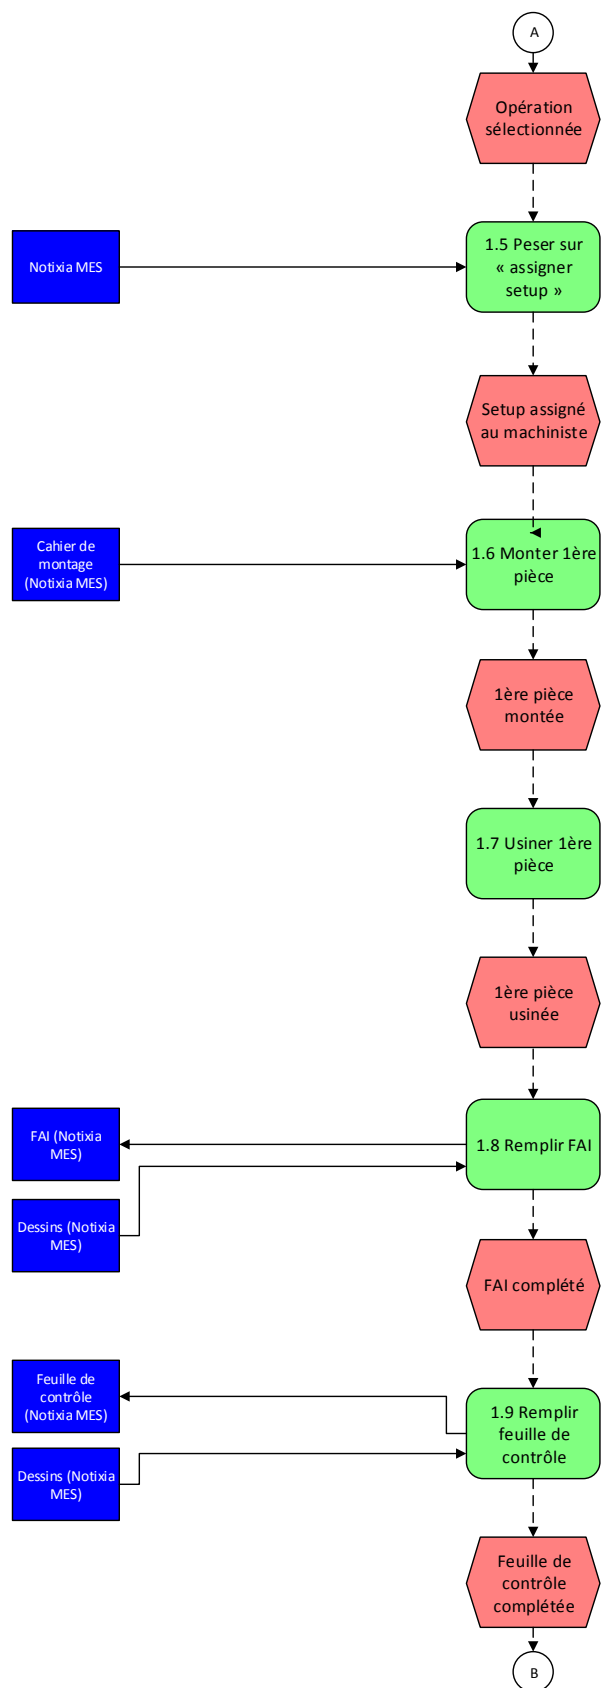 A
Opération
sélectionnée
Notixia MES
1.5 Peser sur
« assigner
setup »
Setup assigné
au machiniste
Cahier de
montage
(Notixia MES)
1.6 Monter 1ère
pièce
1ère pièce
montée
1.7 Usiner 1ère
pièce
1ère pièce
usinée
FAI (Notixia
MES)
1.8 Remplir FAI
Dessins (Notixia
MES)
FAI complété
Feuille de
contrôle
(Notixia MES)
1.9 Remplir
feuille de
contrôle
Dessins (Notixia
MES)
Feuille de
contrôle
complétée
B